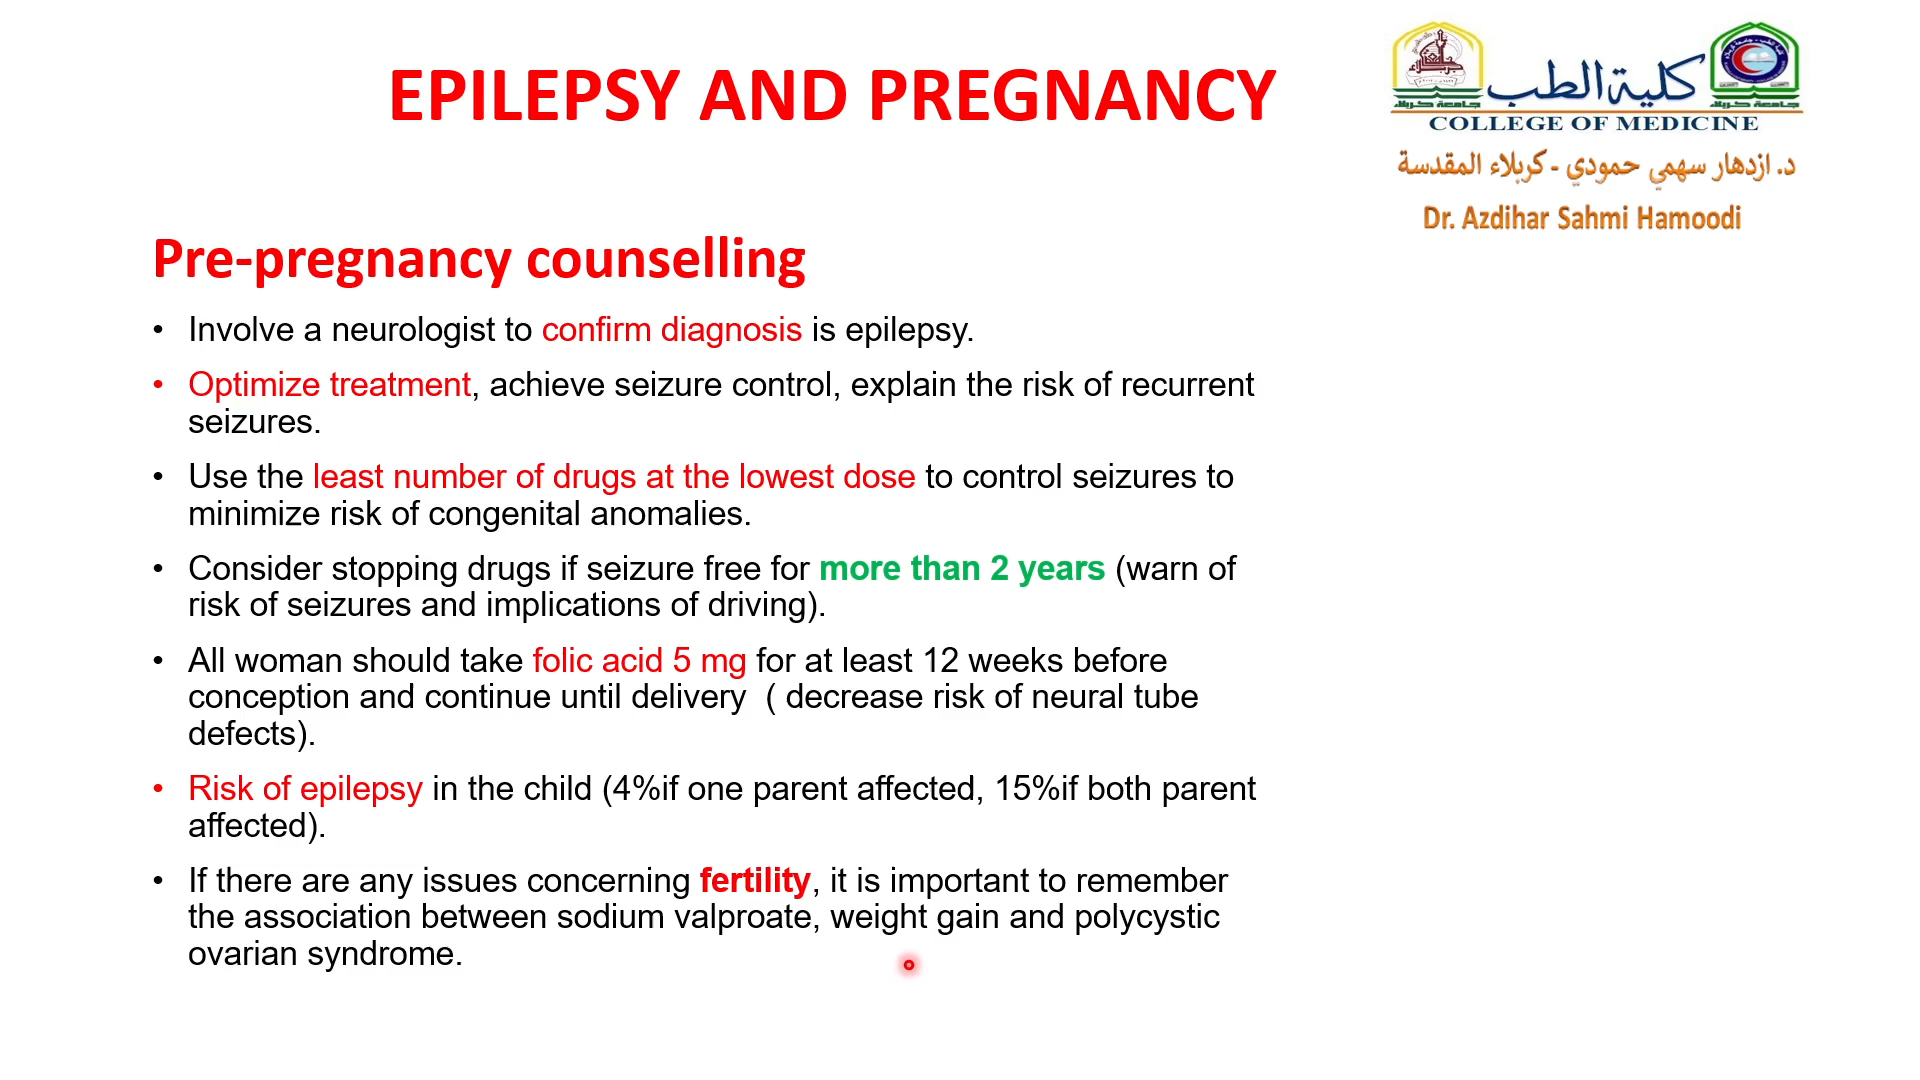 EPILEPSY AND PREGNANCY
كلية الطب
جامعة كربلاء
جامعة كربلاء
COLLEGE OF MEDICINE
د. ازدهار سهمي حمودي - كربلاء المقدسة
Dr. Azdihar Sahmi Hamoodi
Pre-pregnancy counselling
• Involve a neurologist to confirm diagnosis is epilepsy.
• Optimize treatment, achieve seizure control, explain the risk of recurrent
seizures.
• Use the least number of drugs at the lowest dose to control seizures to
minimize risk of congenital anomalies.
• Consider stopping drugs if seizure free for more than 2 years (warn of
risk of seizures and implications of driving).
• All woman should take folic acid 5 mg for at least 12 weeks before
conception and continue until delivery  ( decrease risk of neural tube
defects).
• Risk of epilepsy in the child (4%if one parent affected, 15%if both parent
affected).
• If there are any issues concerning fertility, it is important to remember
the association between sodium valproate, weight gain and polycystic
ovarian syndrome.